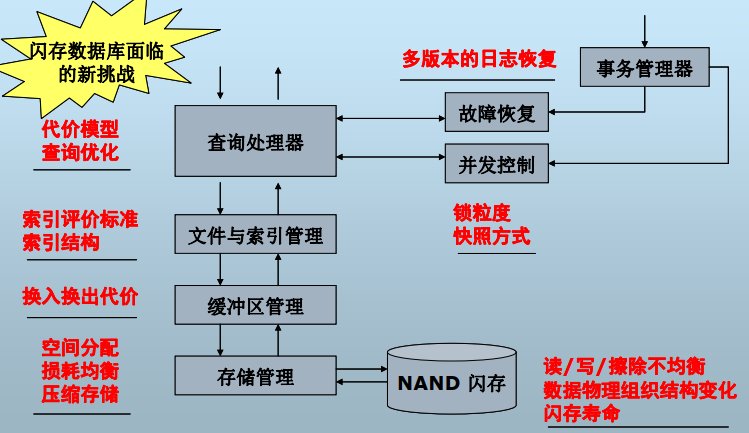 闪存数据库面临
的新挑战
多版本的日志恢复
事务管理器
代价模型
查询优化
查询处理器
故障恢复
并发控制
索引评价标准
索引结构
文件与索引管理
锁粒度
快照方式
换入换出代价
缓冲区管理
空间分配
损耗均衡
压缩存储
存储管理
NAND 闪存
读/写/擦除不均衡
数据物理组织结构变化
闪存寿命